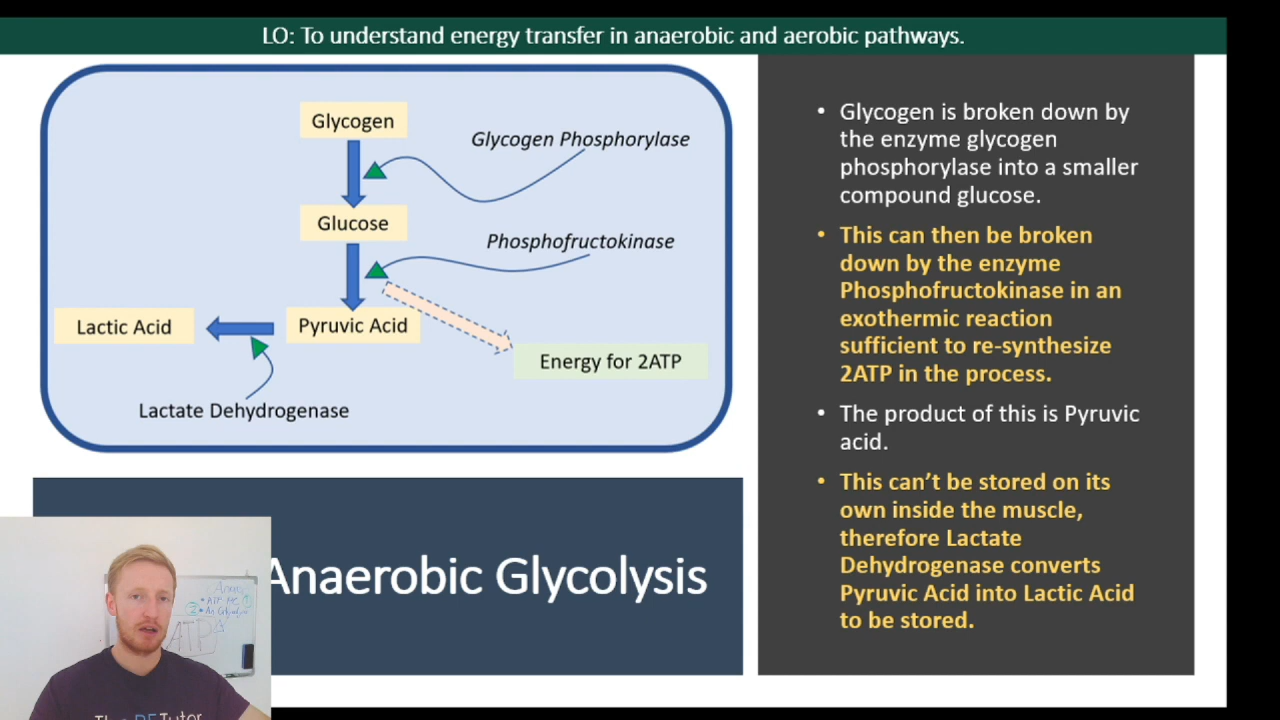 LO: To understand energy transfer in anaerobic and aerobic pathways.
Glycogen
Glycogen Phosphorylase
Glucose
Phosphofructokinase
Lactic Acid
Pyruvic Acid
Energy for 2ATP
Lactate Dehydrogenase
Anaerobic Glycolysis
• Glycogen is broken down by
the enzyme glycogen
phosphorylase into a smaller
compound glucose.
• This can then be broken
down by the enzyme
Phosphofructokinase in an
exothermic reaction
sufficient to re-synthesize
2ATP in the process.
• The product of this is Pyruvic
acid.
• This can’t be stored on its
own inside the muscle,
therefore Lactate
Dehydrogenase converts
Pyruvic Acid into Lactic Acid
to be stored.
ATP
PE Tutor